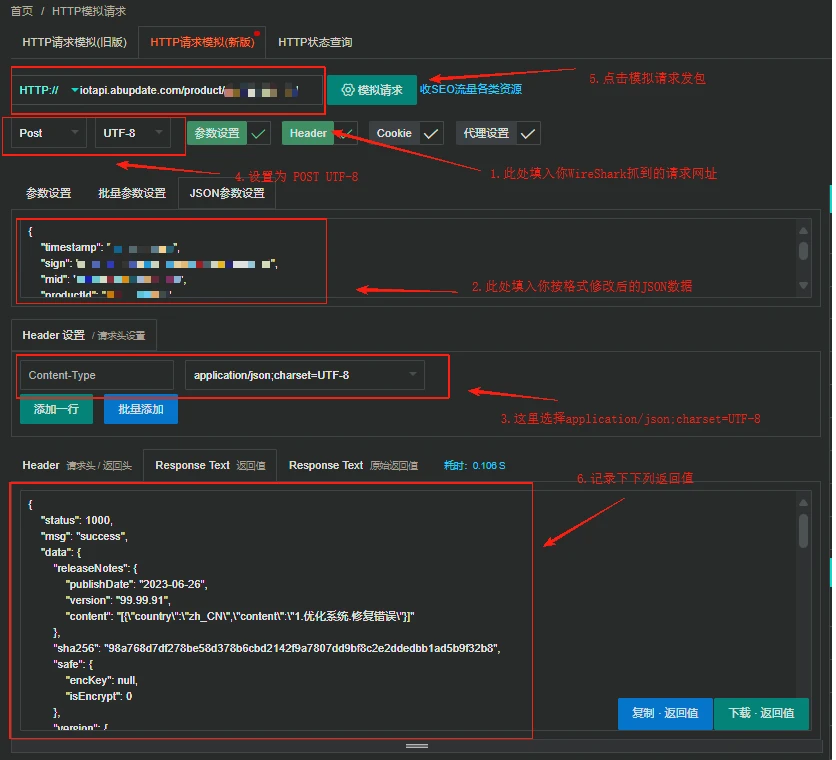 首页 / HTTP模拟请求
HTTP请求模拟(旧版) HTTP请求模拟(新版) HTTP状态查询
HTTP:// iotapi.abupdate.com/product/ 模拟请求 收SEO流量各类资源
5.点击模拟请求发包
Post UTF-8 参数设置 Header Cookie 代理设置
4.设置为 POST UTF-8
1.此处填入你WireShark抓到的请求网址
参数设置 批量参数设置 JSON参数设置
{
"timestamp": " ",
"sign": " ",
"mid": " ",
"productId": " "
2.此处填入你按格式修改后的JSON数据
Header 设置 / 请求头设置
Content-Type application/json;charset=UTF-8
添加一行 批量添加
3.这里选择application/json;charset=UTF-8
Header 请求头 / 返回头 Response Text 返回值 Response Text 原始返回值 耗时: 0.106 S
6.记录下下列返回值
{
"status": 1000,
"msg": "success",
"data": {
"releaseNotes": {
"publishDate": "2023-06-26",
"version": "99.99.91",
"content": "[{\"country\":\"zh_CN\",\"content\":\"1.优化系统.修复错误\"}]"
},
"sha256": "98a768d7df278be58d378b6cbd2142f9a7807dd9bf8c2e2ddedbb1ad5b9f32b8",
"safe": {
"encKey": null,
"isEncrypt": 0
},
"version": {
复制 - 返回值 下载 - 返回值